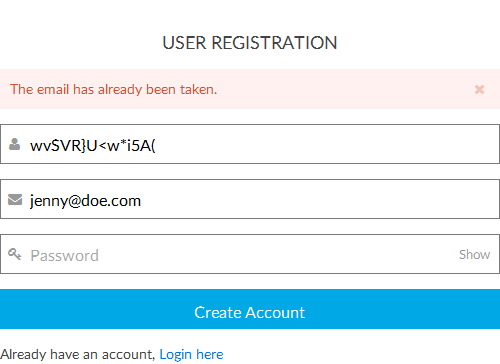 USER REGISTRATION
The email has already been taken.
wvSVR}U<w*i5A(
jenny@doe.com
Password Show
Create Account
Already have an account, Login here